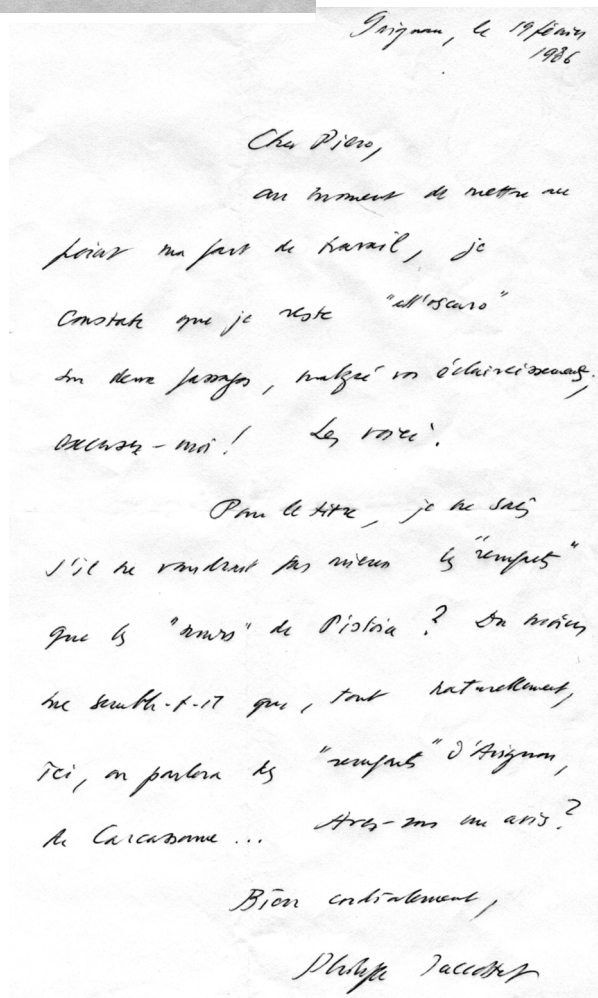 Grignan, le 19 février
1986
Cher Piero,
au moment de mettre au
point ma part de travail, je
constate que je reste "all'oscuro"
sur deux passages, malgré vos éclaircissements;
excusez-moi! Les voici.
Pour le titre, je ne sais
s'il ne vaudrait pas mieux les "remparts"
que les "murs" de Pistoia? Du moins
me semble-t-il que, tout naturellement,
ici, on parlera des "remparts" d'Avignon,
de Carcassonne... Avez-vous un avis?
Bien cordialement,
Philippe Jaccottet